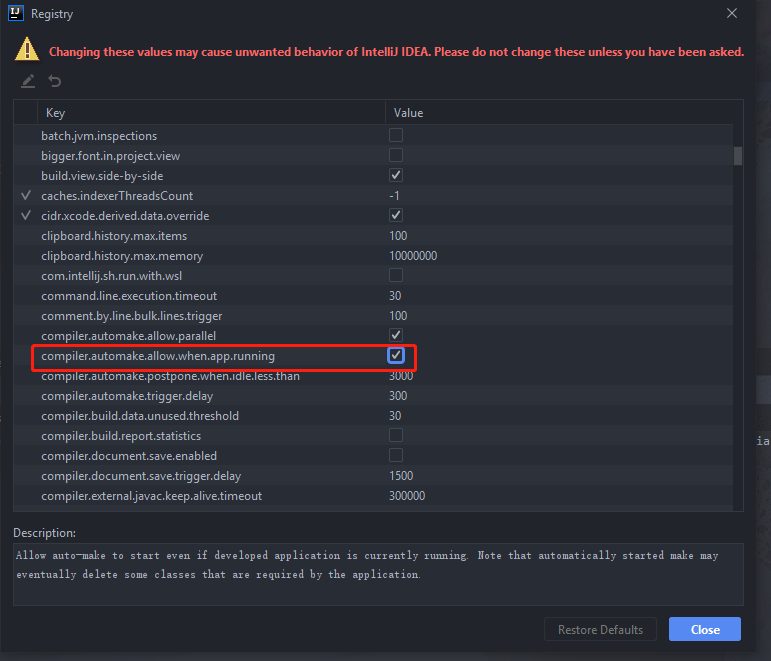 IJ Registry
Changing these values may cause unwanted behavior of IntelliJ IDEA. Please do not change these unless you have been asked.
Key Value
batch.jvm.inspections
bigger.font.in.project.view
build.view.side-by-side
caches.indexerThreadsCount -1
cidr.xcode.derived.data.override
clipboard.history.max.items 100
clipboard.history.max.memory 10000000
com.intellij.sh.run.with.wsl
command.line.execution.timeout 30
comment.by.line.bulk.lines.trigger 100
compiler.automake.allow.parallel
compiler.automake.allow.when.app.running
compiler.automake.postpone.when.idle.less.than 3000
compiler.automake.trigger.delay 300
compiler.build.data.unused.threshold 30
compiler.build.report.statistics
compiler.document.save.enabled
compiler.document.save.trigger.delay 1500
compiler.external.javac.keep.alive.timeout 300000
Description:
Allow auto-make to start even if developed application is currently running. Note that automatically started make may
eventually delete some classes that are required by the application.
Restore Defaults Close